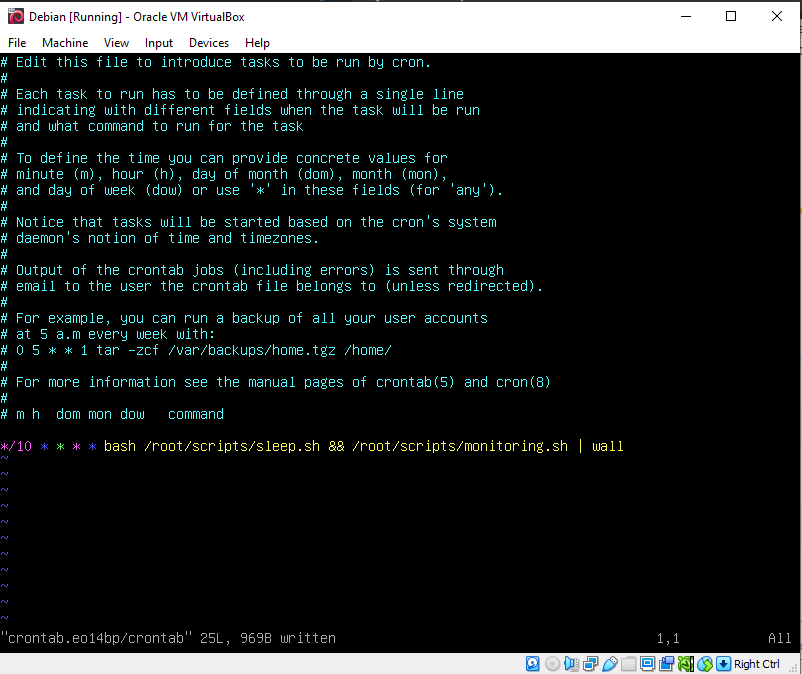 Debian [Running] - Oracle VM VirtualBox
File Machine View Input Devices Help
# Edit this file to introduce tasks to be run by cron.
#
# Each task to run has to be defined through a single line
# indicating with different fields when the task will be run
# and what command to run for the task
#
# To define the time you can provide concrete values for
# minute (m), hour (h), day of month (dom), month (mon),
# and day of week (dow) or use '*' in these fields (for 'any').
#
# Notice that tasks will be started based on the cron's system
# daemon's notion of time and timezones.
#
# Output of the crontab jobs (including errors) is sent through
# email to the user the crontab file belongs to (unless redirected).
#
# For example, you can run a backup of all your user accounts
# at 5 a.m every week with:
# 0 5 * * 1 tar -zcf /var/backups/home.tgz /home/
#
# For more information see the manual pages of crontab(5) and cron(8)
#
# m h  dom mon dow   command

*/10 * * * * bash /root/scripts/sleep.sh && /root/scripts/monitoring.sh | wall
~
~
~
~
~
~
~
~
~
~
~
"crontab.eo14bp/crontab" 25L, 969B written 1,1 All
Right Ctrl